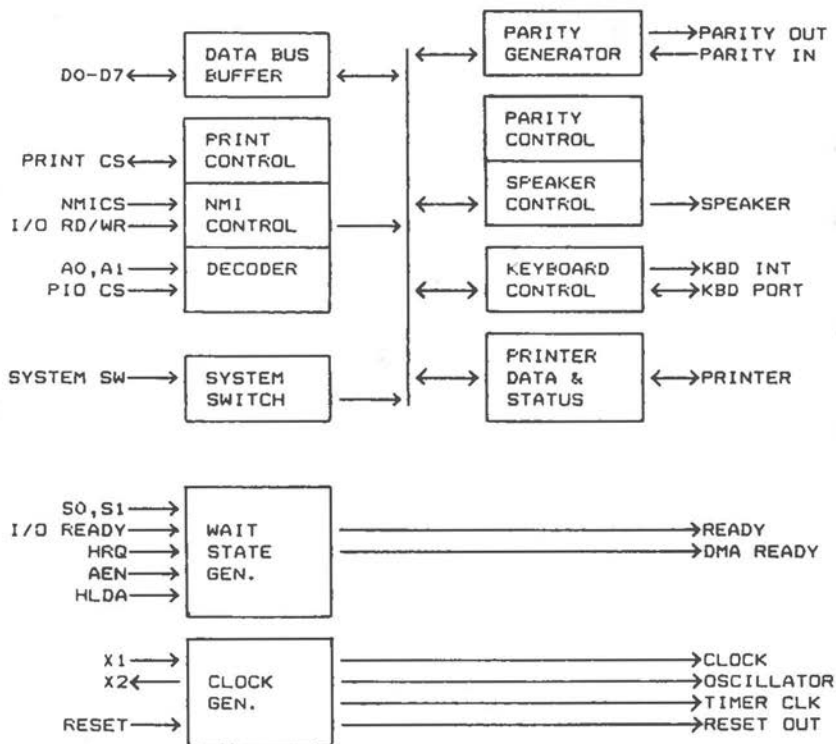 DATA BUS
BUFFER
D0-D7
PRINT
CONTROL
PRINT CS
NMICS
I/O RD/WR
NMI
CONTROL
A0,A1
PIO CS
DECODER
SYSTEM SW
SYSTEM
SWITCH
PARITY
GENERATOR
PARITY OUT
PARITY IN
PARITY
CONTROL
SPEAKER
CONTROL
SPEAKER
KEYBOARD
CONTROL
KBD INT
KBD PORT
PRINTER
DATA &
STATUS
PRINTER
S0,S1
I/O READY
HRQ
AEN
HLDA
WAIT
STATE
GEN.
READY
DMA READY
X1
X2
RESET
CLOCK
GEN.
CLOCK
OSCILLATOR
TIMER CLK
RESET OUT